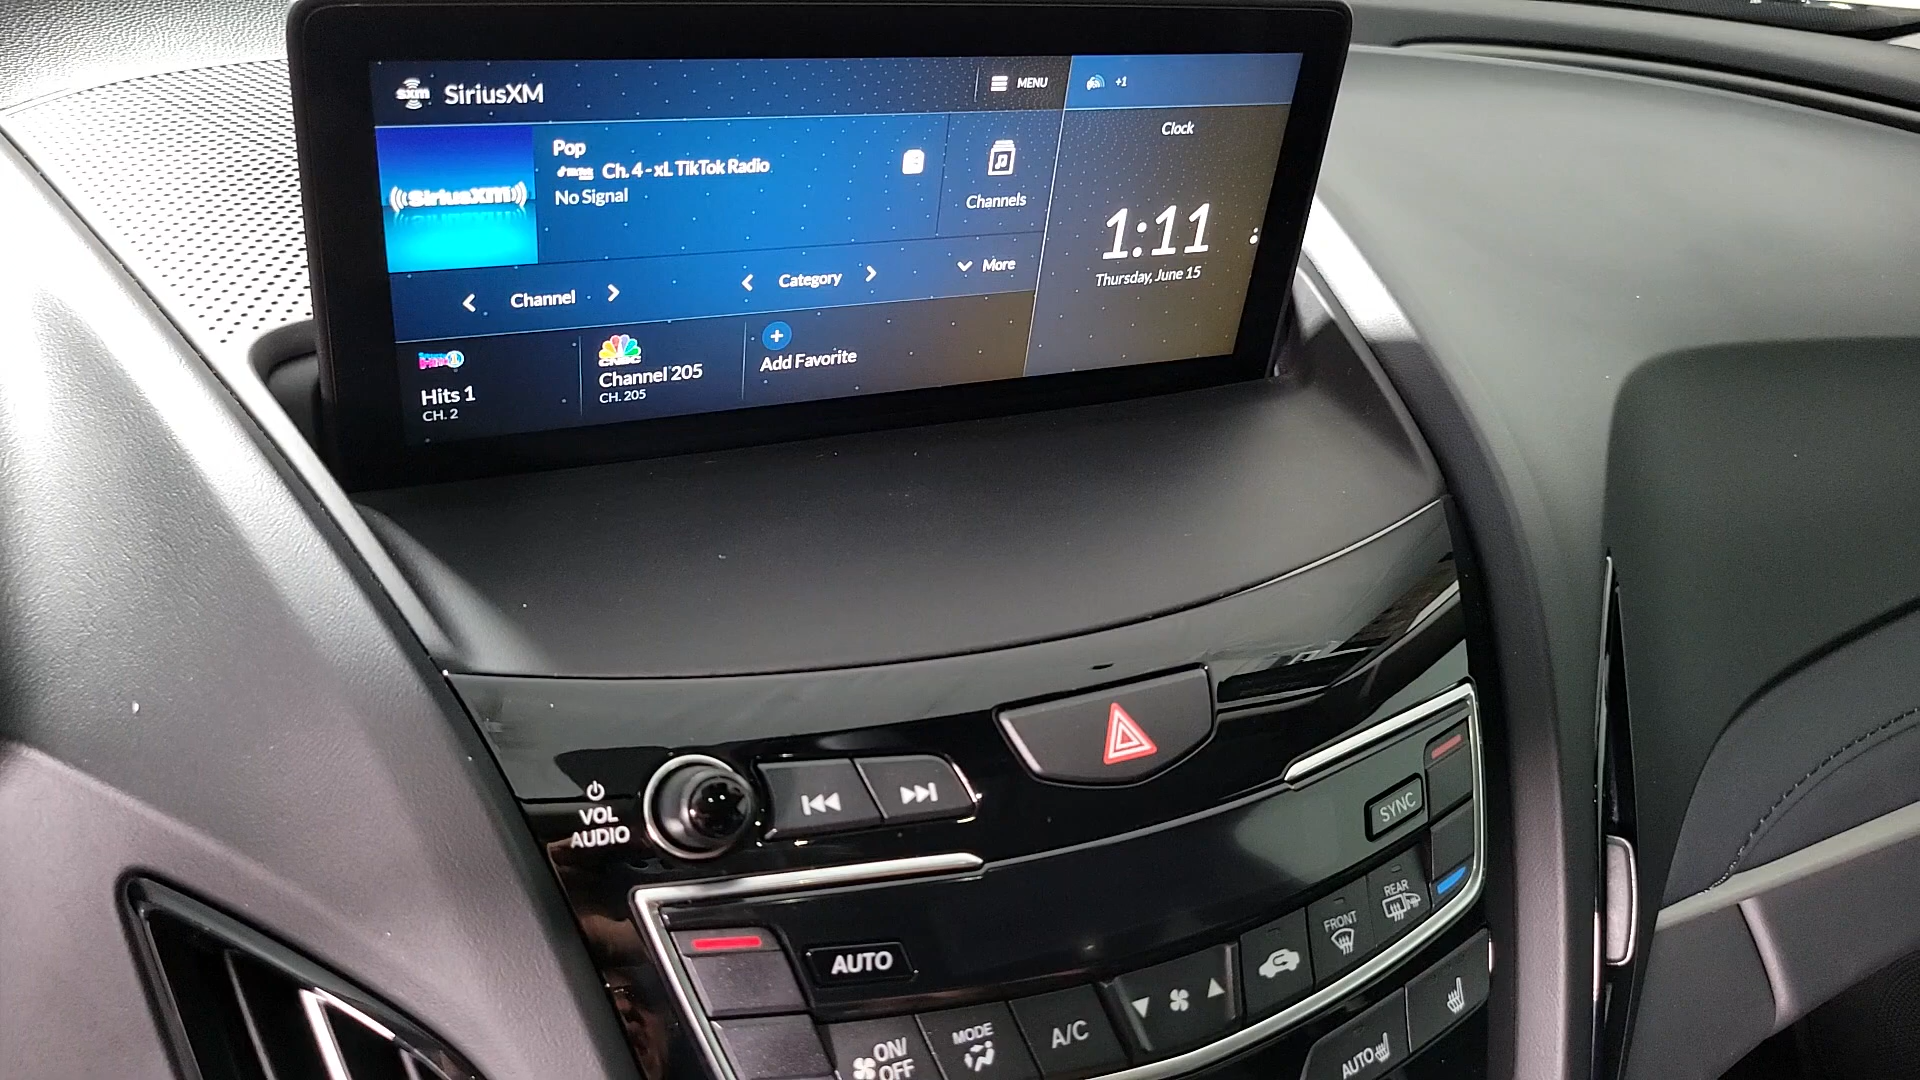 sxm
SiriusXM
MENU
+1
Clock
((SiriusXM))
Pop
Ch. 4 - xL TikTok Radio
No Signal
Channels
1:11
Thursday, June 15
Channel
Category
More
Hits 1
CH. 2
CNBC
Channel 205
CH. 205
Add Favorite
VOL
AUDIO
SYNC
AUTO
REAR
FRONT
ON/
OFF
MODE
A/C
AUTO